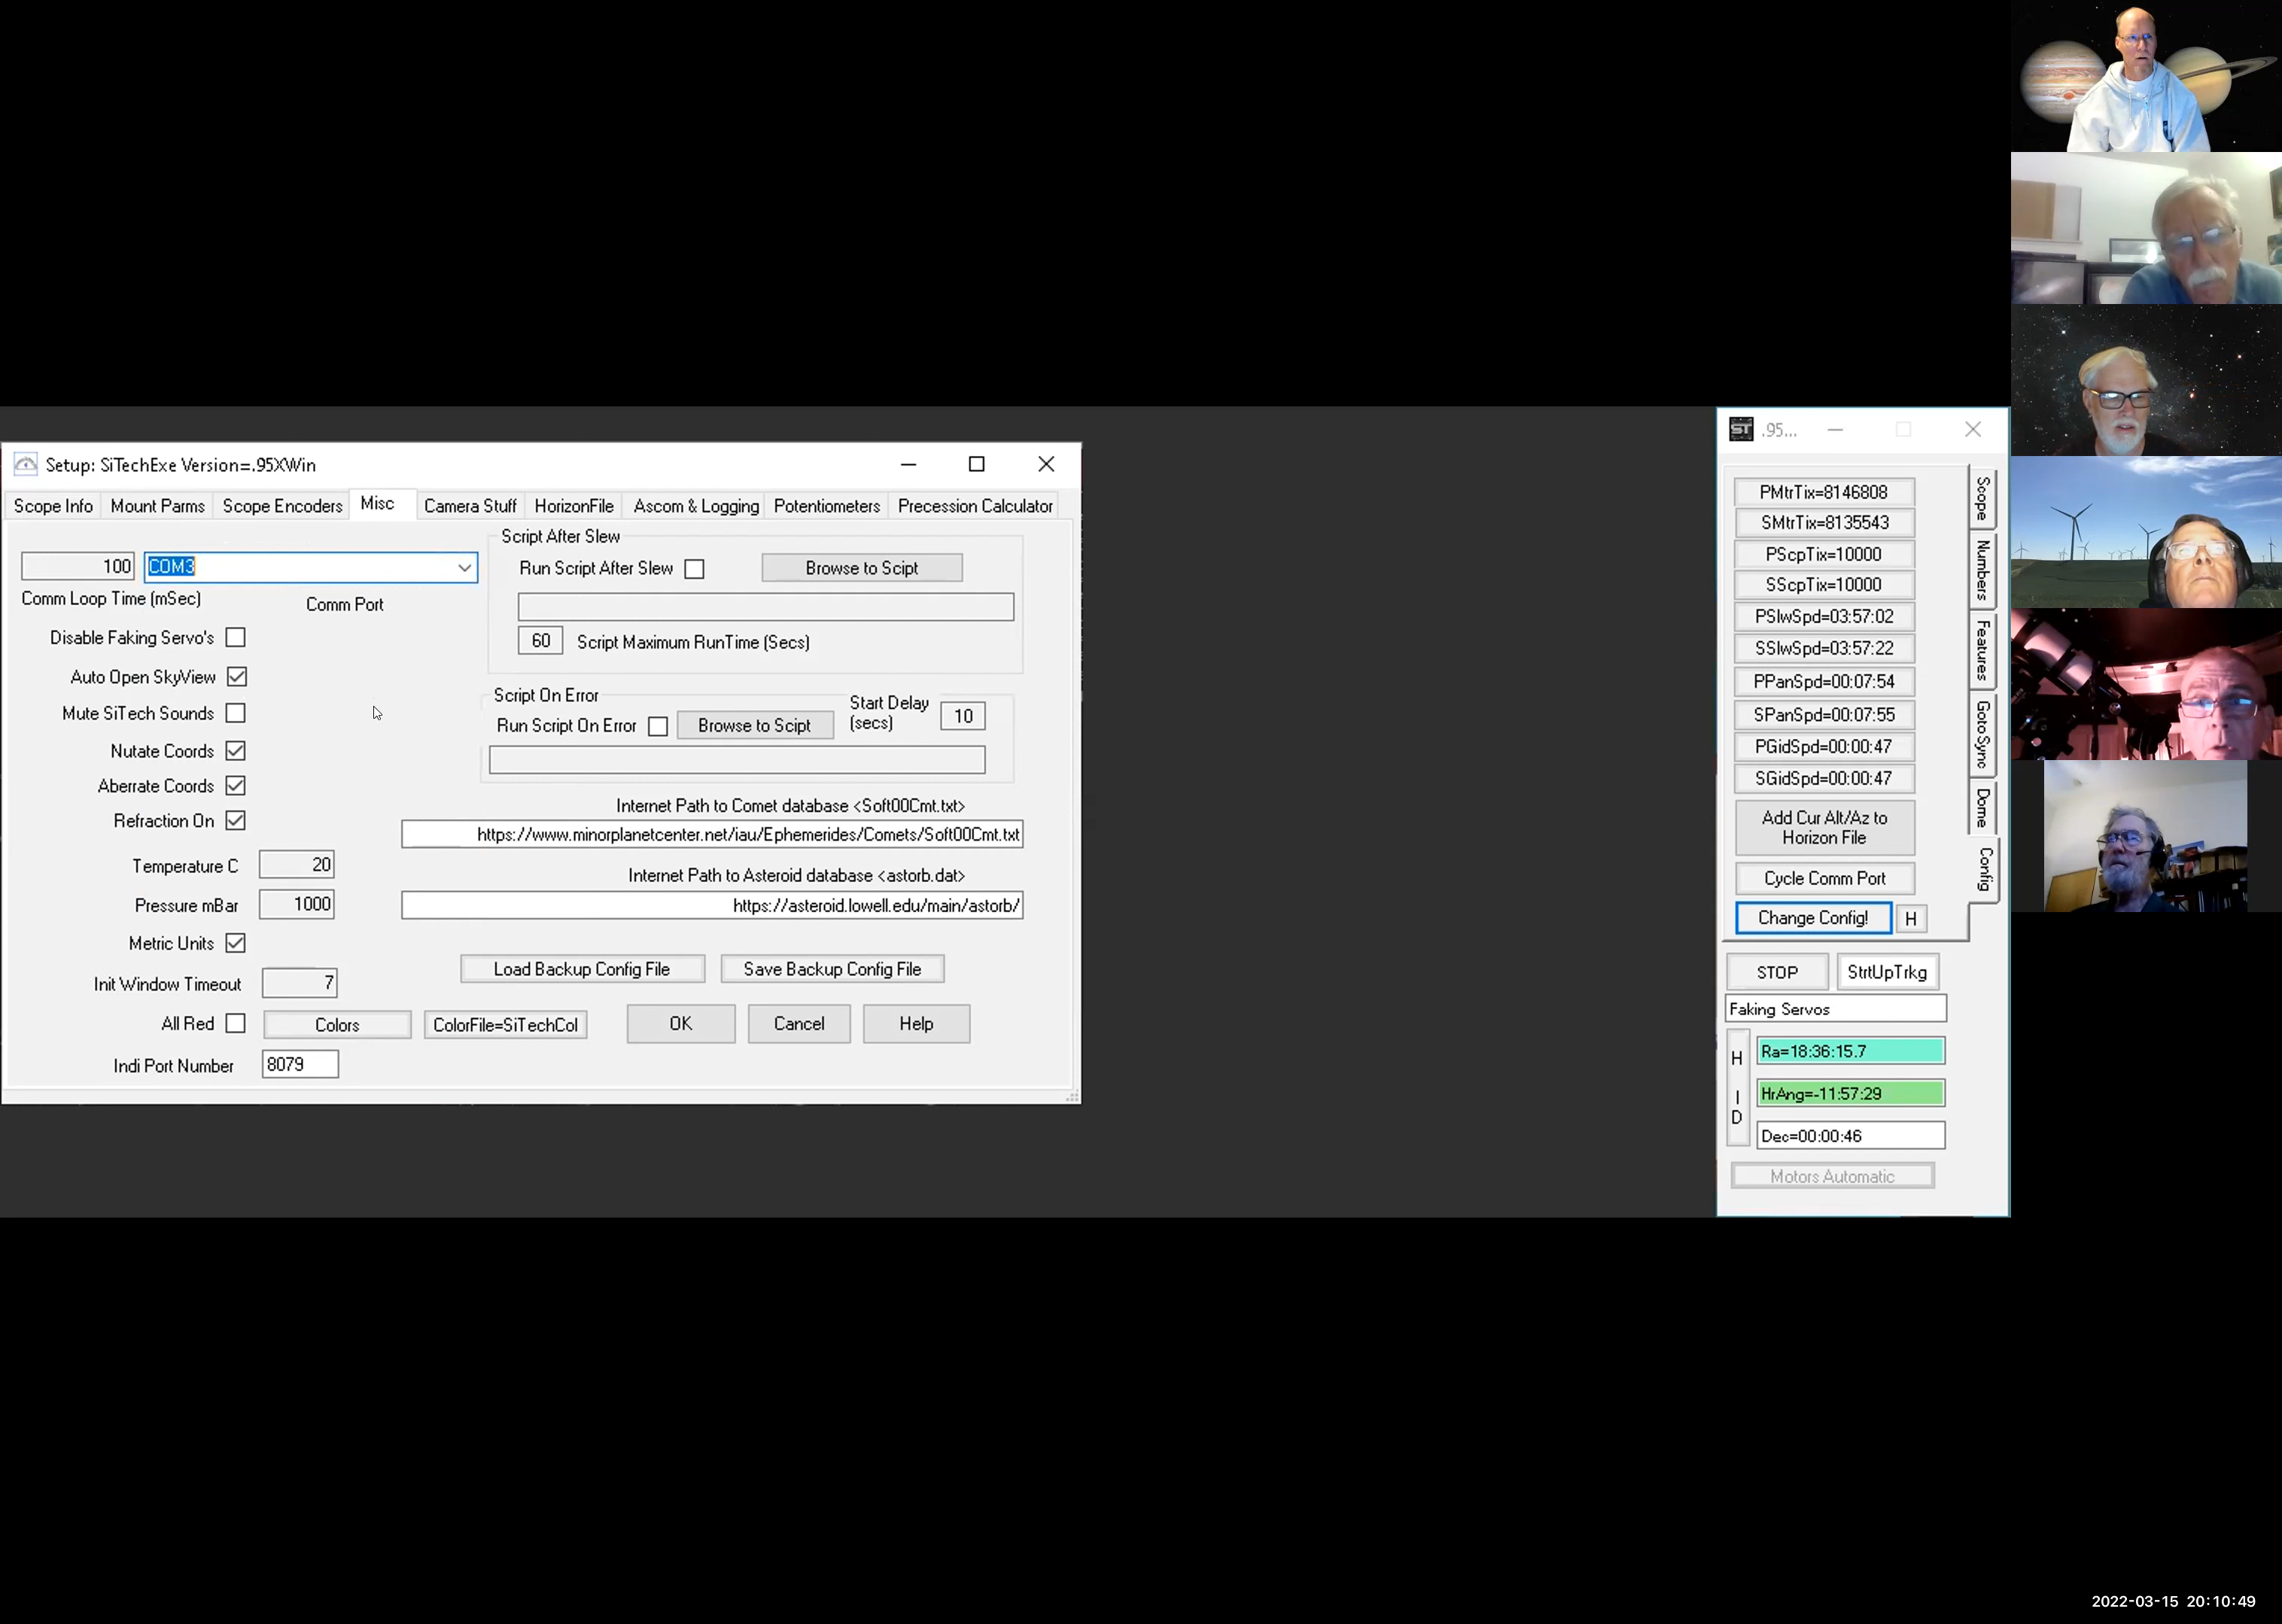 Setup: SiTechExe Version=.95XWin
Scope Info Mount Parms Scope Encoders Misc Camera Stuff HorizonFile Ascom & Logging Potentiometers Precession Calculator
100 COM3
Comm Loop Time (mSec) Comm Port
Disable Faking Servo's
Auto Open SkyView
Mute SiTech Sounds
Nutate Coords
Aberrate Coords
Refraction On
Temperature C 20
Pressure mBar 1000
Metric Units
Init Window Timeout 7
All Red Colors ColorFile=SiTechCol
Indi Port Number 8079
Script After Slew
Run Script After Slew Browse to Scipt
60 Script Maximum RunTime (Secs)
Script On Error
Run Script On Error Browse to Scipt
Start Delay
(secs) 10
Internet Path to Comet database <Soft00Cmt.txt>
https://www.minorplanetcenter.net/iau/Ephemerides/Comets/Soft00Cmt.txt
Internet Path to Asteroid database <astorb.dat>
https://asteroid.lowell.edu/main/astorb/
Load Backup Config File Save Backup Config File
OK Cancel Help
ST .95...
PMtrTix=8146808
SMtrTix=8135543
PScpTix=10000
SScpTix=10000
PSlwSpd=03:57:02
SSlwSpd=03:57:22
PPanSpd=00:07:54
SPanSpd=00:07:55
PGidSpd=00:00:47
SGidSpd=00:00:47
Add Cur Alt/Az to
Horizon File
Cycle Comm Port
Change Config! H
Scope
Numbers
Features
GotoSync
Dome
Config
STOP StrtUpTrkg
Faking Servos
H
I
D
Ra=18:36:15.7
HrAng=-11:57:29
Dec=00:00:46
Motors Automatic
2022-03-15 20:10:49